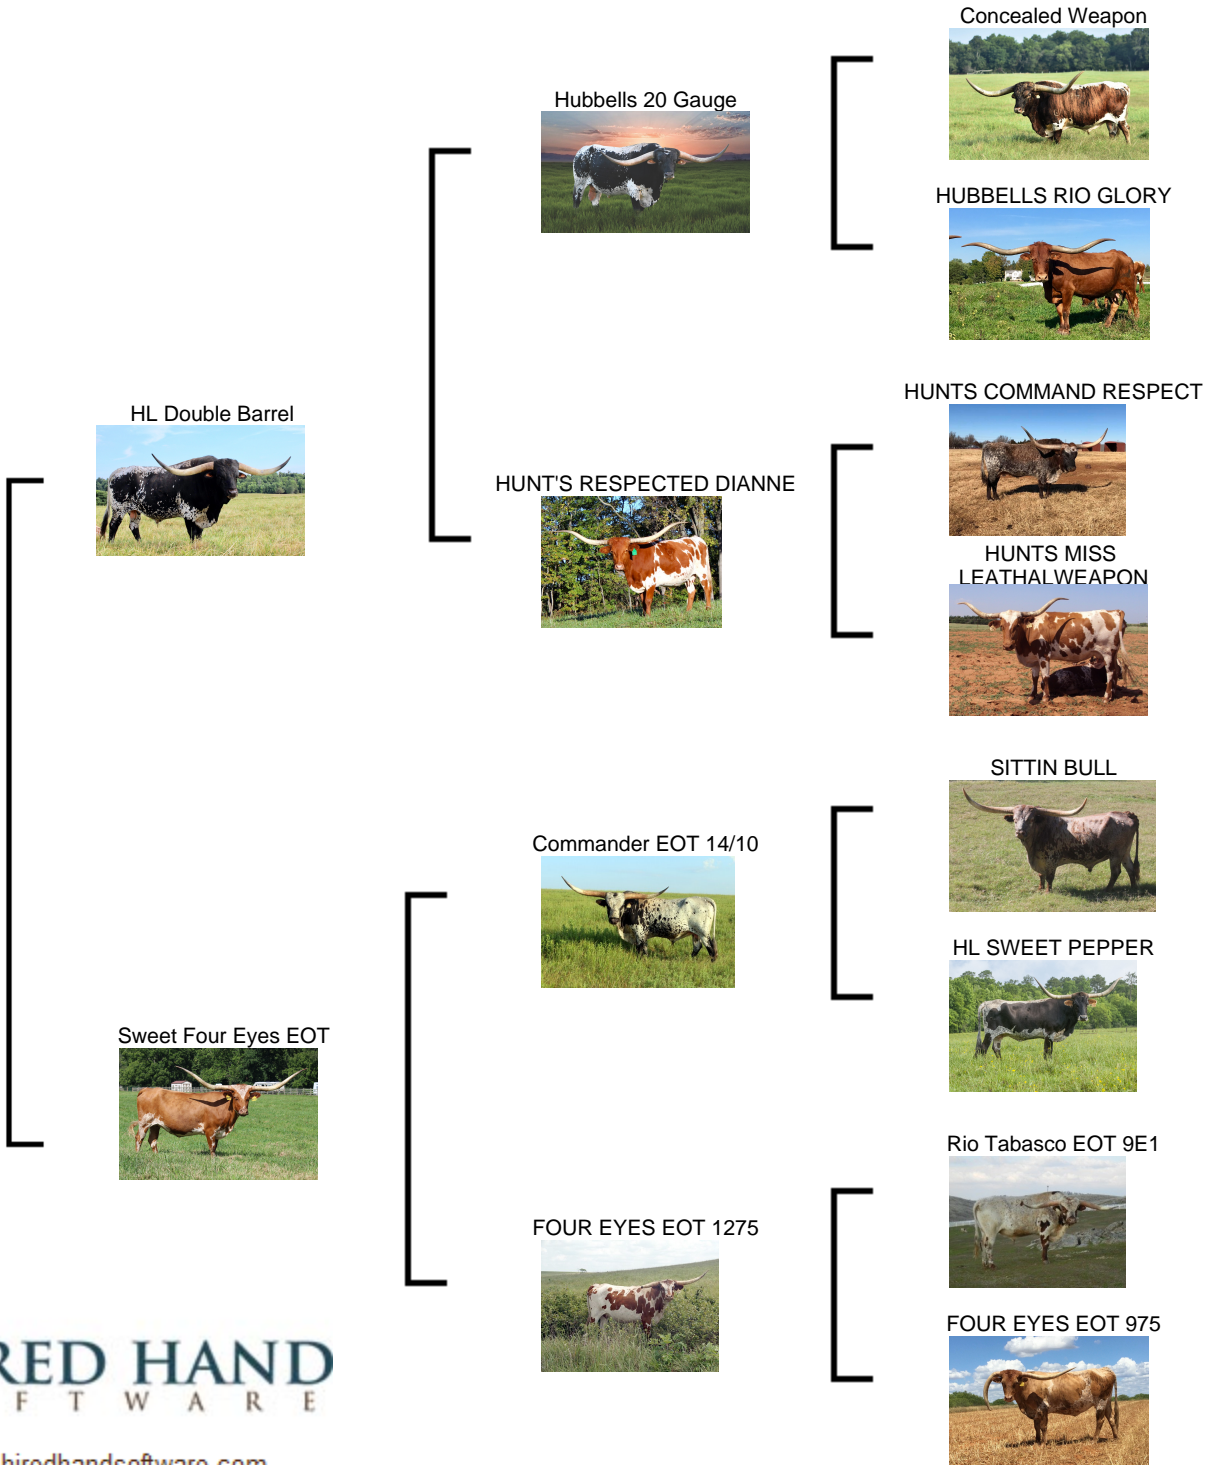 Concealed Weapon
Hubbells 20 Gauge
HUBBELLS RIO GLORY
HUNTS COMMAND RESPECT
HL Double Barrel
HUNT'S RESPECTED DIANNE
HUNTS MISS
LEATHALWEAPON
SITTIN BULL
Commander EOT 14/10
HL SWEET PEPPER
Sweet Four Eyes EOT
Rio Tabasco EOT 9E1
FOUR EYES EOT 1275
FOUR EYES EOT 975
RED HAND
F T W A R E
hiredhandsoftware.com